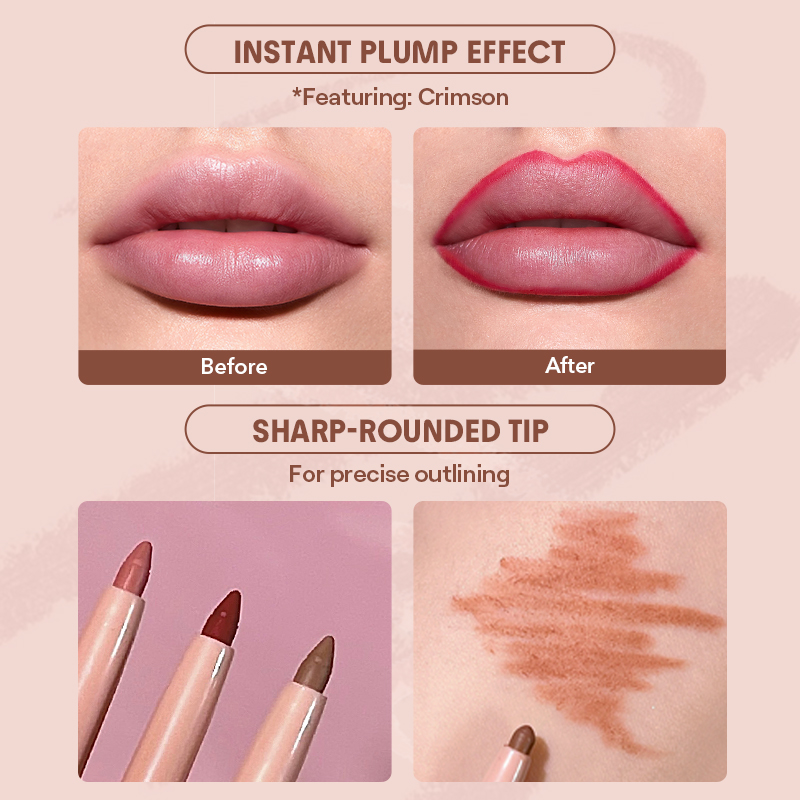 INSTANT PLUMP EFFECT
*Featuring: Crimson
Before
After
SHARP-ROUNDED TIP
For precise outlining